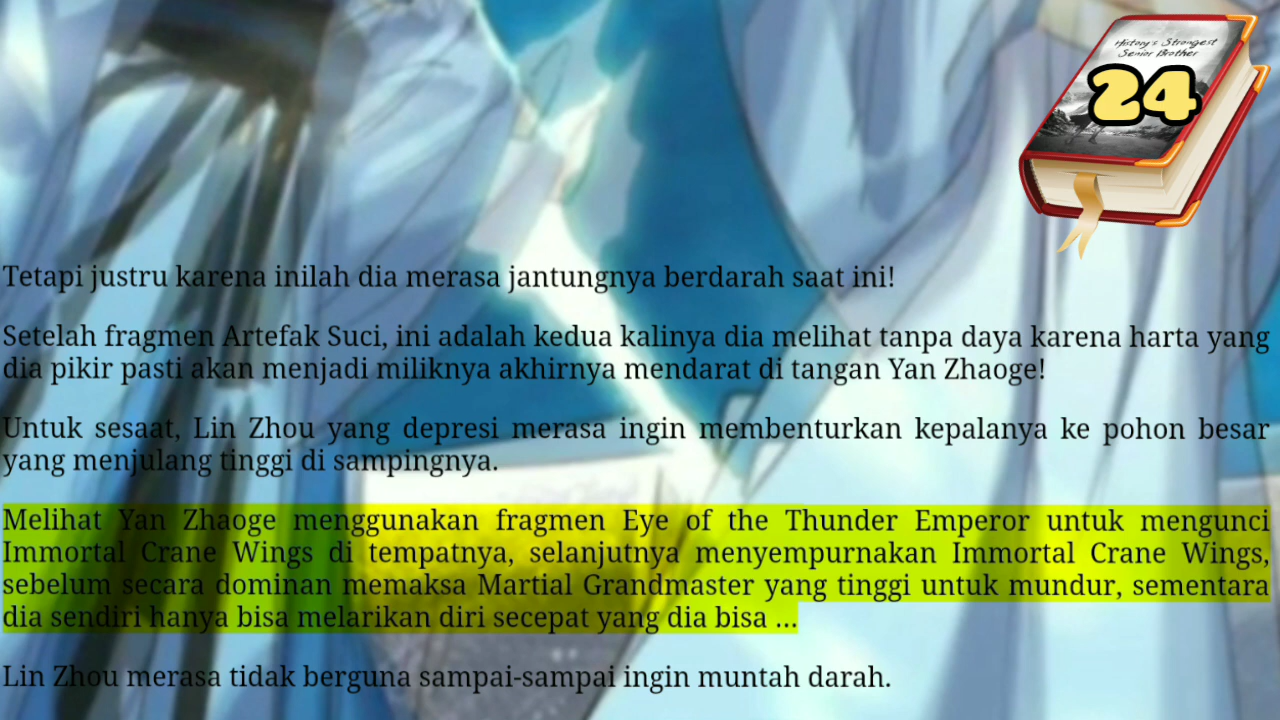 History's Strongest
Senior Brother
24
Tetapi justru karena inilah dia merasa jantungnya berdarah saat ini!
Setelah fragmen Artefak Suci, ini adalah kedua kalinya dia melihat tanpa daya karena harta yang
dia pikir pasti akan menjadi miliknya akhirnya mendarat di tangan Yan Zhaoge!
Untuk sesaat, Lin Zhou yang depresi merasa ingin membenturkan kepalanya ke pohon besar
yang menjulang tinggi di sampingnya.
Melihat Yan Zhaoge menggunakan fragmen Eye of the Thunder Emperor untuk mengunci
Immortal Crane Wings di tempatnya, selanjutnya menyempurnakan Immortal Crane Wings,
sebelum secara dominan memaksa Martial Grandmaster yang tinggi untuk mundur, sementara
dia sendiri hanya bisa melarikan diri secepat yang dia bisa ...
Lin Zhou merasa tidak berguna sampai-sampai ingin muntah darah.